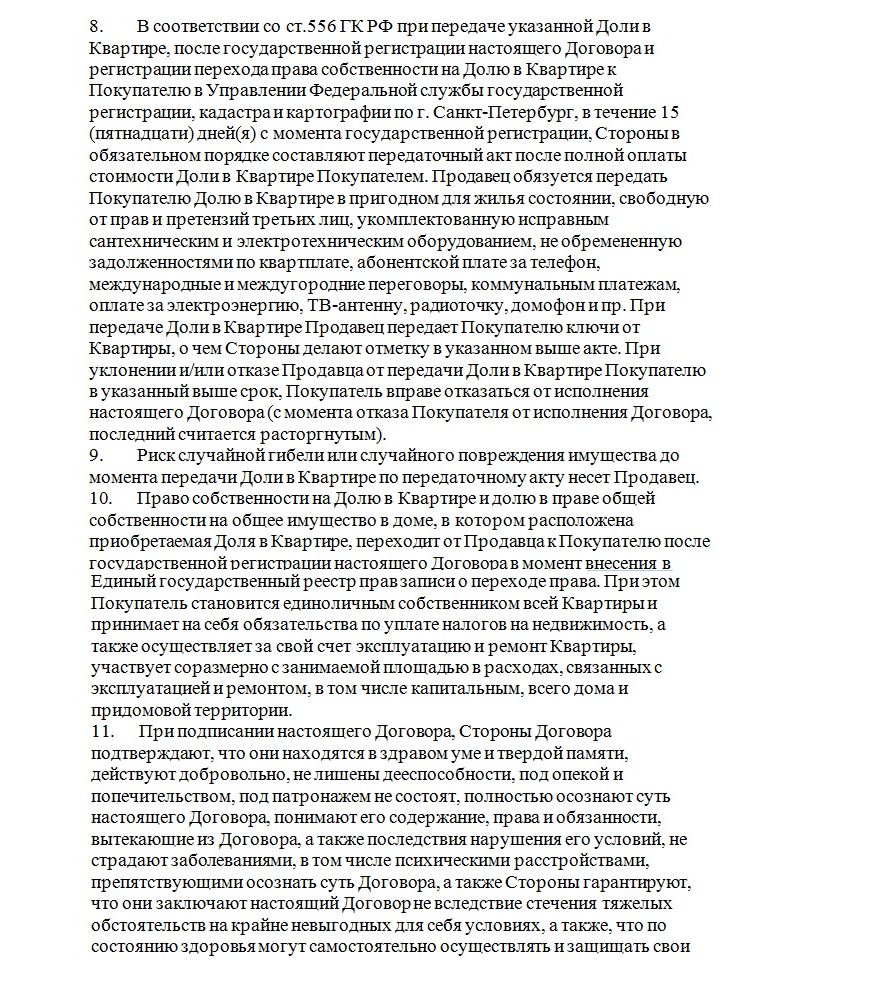 8. В соответствии со ст.556 ГК РФ при передаче указанной Доли в
Квартире, после государственной регистрации настоящего Договора и
регистрации перехода права собственности на Долю в Квартире к
Покупателю в Управлении Федеральной службы государственной
регистрации, кадастра и картографии по г. Санкт-Петербург, в течение 15
(пятнадцати) дней(я) с момента государственной регистрации, Стороны в
обязательном порядке составляют передаточный акт после полной оплаты
стоимости Доли в Квартире Покупателем. Продавец обязуется передать
Покупателю Долю в Квартире в пригодном для жилья состоянии, свободную
от прав и претензий третьих лиц, укомплектованную исправным
сантехническим и электротехническим оборудованием, не обремененную
задолженностями по квартплате, абонентской плате за телефон,
международные и междугородние переговоры, коммунальным платежам,
оплате за электроэнергию, ТВ-антенну, радиоточку, домофон и пр. При
передаче Доли в Квартире Продавец передает Покупателю ключи от
Квартиры, о чем Стороны делают отметку в указанном выше акте. При
уклонении и/или отказе Продавца от передачи Доли в Квартире Покупателю
в указанный выше срок, Покупатель вправе отказаться от исполнения
настоящего Договора (с момента отказа Покупателя от исполнения Договора,
последний считается расторгнутым).
9. Риск случайной гибели или случайного повреждения имущества до
момента передачи Доли в Квартире по передаточному акту несет Продавец.
10. Право собственности на Долю в Квартире и долю в праве общей
собственности на общее имущество в доме, в котором расположена
приобретаемая Доля в Квартире, переходит от Продавца к Покупателю после
государственной регистрации настоящего Договора в момент внесения в
Единый государственный реестр прав записи о переходе права. При этом
Покупатель становится единоличным собственником всей Квартиры и
принимает на себя обязательства по уплате налогов на недвижимость, а
также осуществляет за свой счет эксплуатацию и ремонт Квартиры,
участвует соразмерно с занимаемой площадью в расходах, связанных с
эксплуатацией и ремонтом, в том числе капитальным, всего дома и
придомовой территории.
11. При подписании настоящего Договора, Стороны Договора
подтверждают, что они находятся в здравом уме и твердой памяти,
действуют добровольно, не лишены дееспособности, под опекой и
попечительством, под патронажем не состоят, полностью осознают суть
настоящего Договора, понимают его содержание, права и обязанности,
вытекающие из Договора, а также последствия нарушения его условий, не
страдают заболеваниями, в том числе психическими расстройствами,
препятствующими осознать суть Договора, а также Стороны гарантируют,
что они заключают настоящий Договор не вследствие стечения тяжелых
обстоятельств на крайне невыгодных для себя условиях, а также, что по
состоянию здоровья могут самостоятельно осуществлять и защищать свои